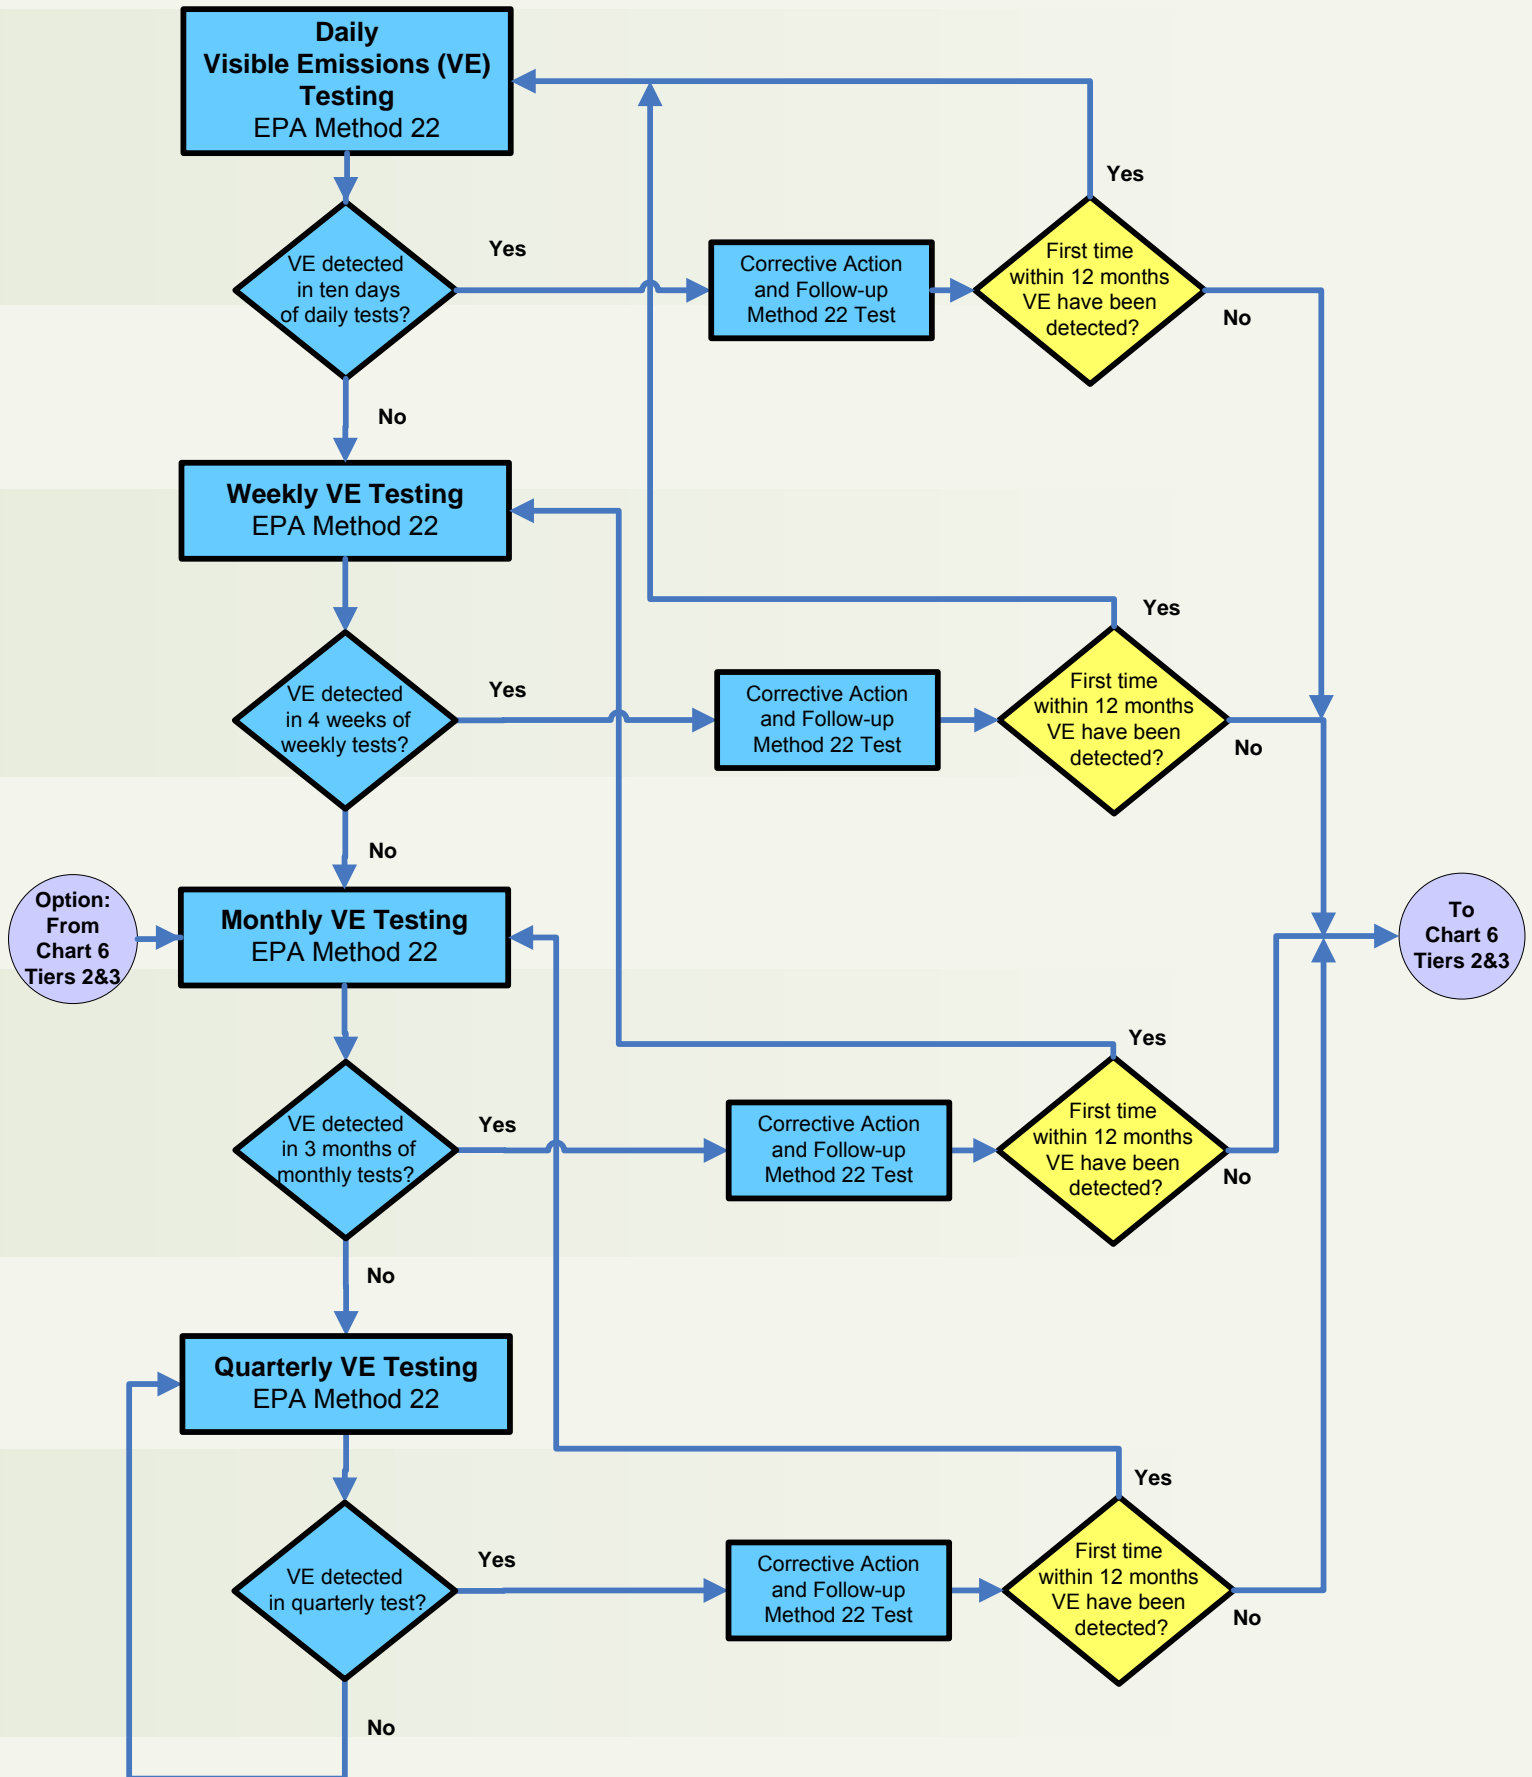 Daily
Visible Emissions (VE)
Testing
EPA Method 22
Yes
VE detected
in ten days
of daily tests?
Yes
Corrective Action
and Follow-up
Method 22 Test
First time
within 12 months
VE have been
detected?
No
No
Weekly VE Testing
EPA Method 22
Yes
VE detected
in 4 weeks of
weekly tests?
Yes
Corrective Action
and Follow-up
Method 22 Test
First time
within 12 months
VE have been
detected?
No
No
Option:
From
Chart 6
Tiers 2&3
Monthly VE Testing
EPA Method 22
To
Chart 6
Tiers 2&3
Yes
VE detected
in 3 months of
monthly tests?
Yes
Corrective Action
and Follow-up
Method 22 Test
First time
within 12 months
VE have been
detected?
No
No
Quarterly VE Testing
EPA Method 22
Yes
VE detected
in quarterly test?
Yes
Corrective Action
and Follow-up
Method 22 Test
First time
within 12 months
VE have been
detected?
No
No